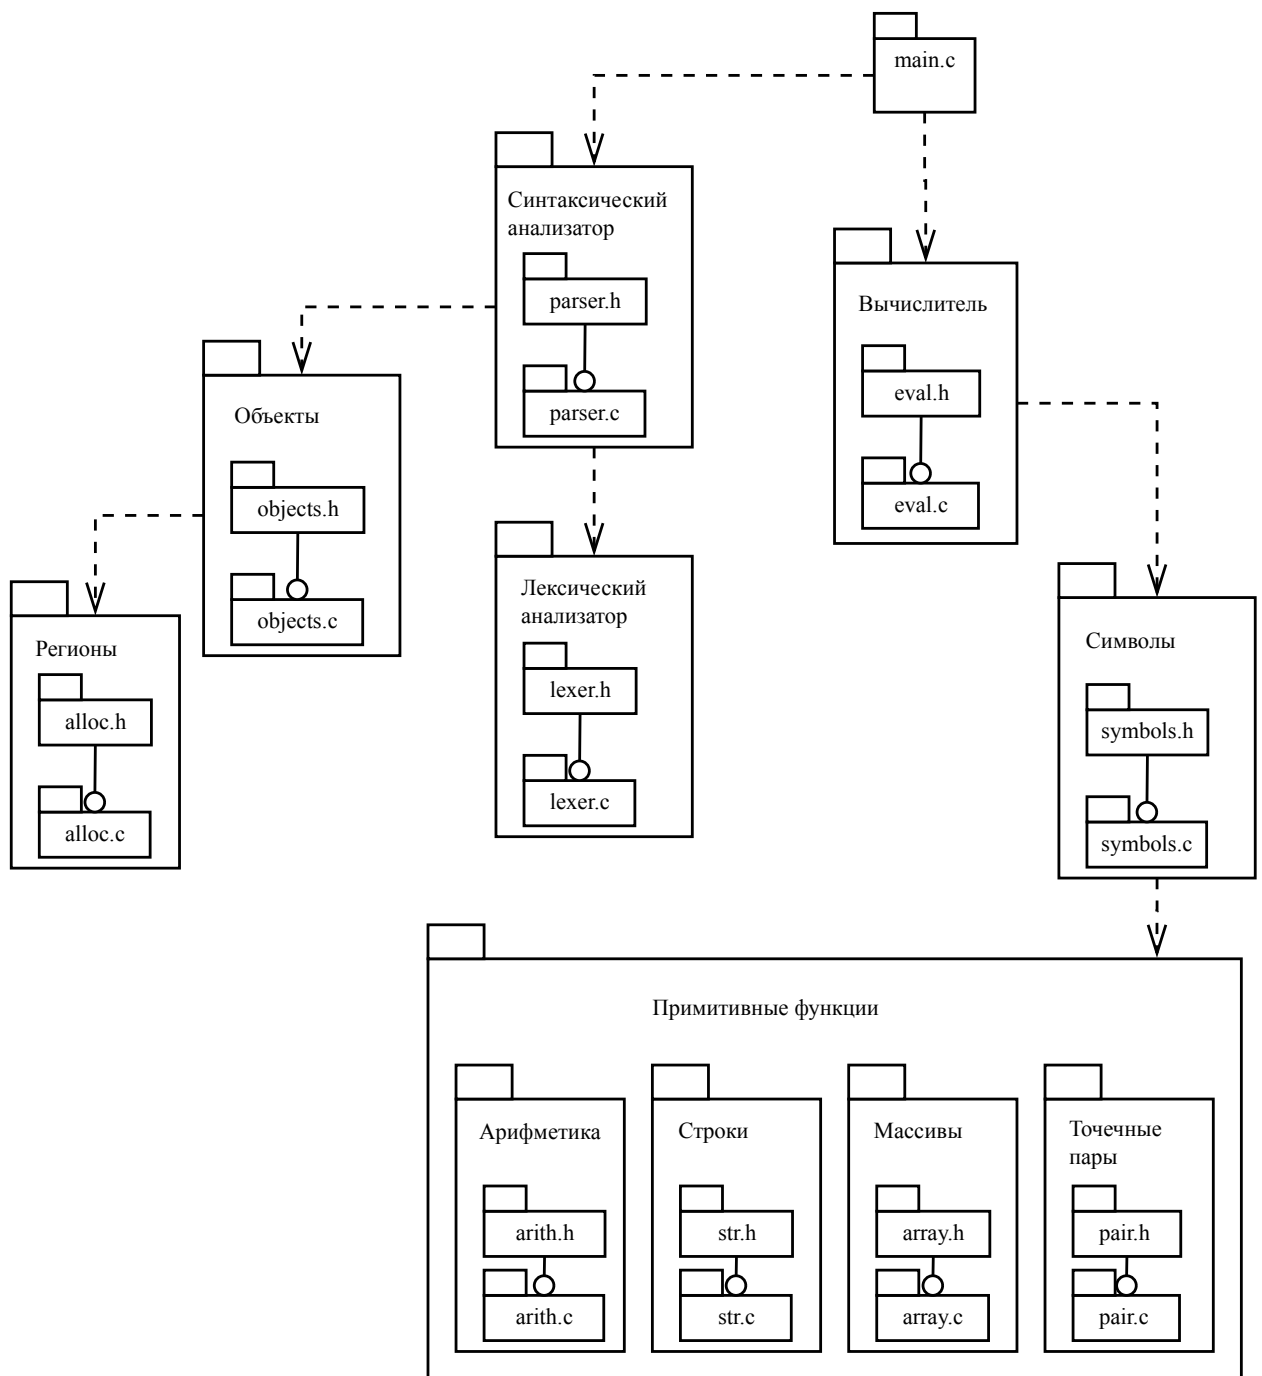 main.c
Синтаксический
анализатор
parser.h
parser.c
Вычислитель
eval.h
eval.c
Объекты
objects.h
objects.c
Лексический
анализатор
lexer.h
lexer.c
Регионы
alloc.h
alloc.c
Символы
symbols.h
symbols.c
Примитивные функции
Арифметика
arith.h
arith.c
Строки
str.h
str.c
Массивы
array.h
array.c
Точечные
пары
pair.h
pair.c